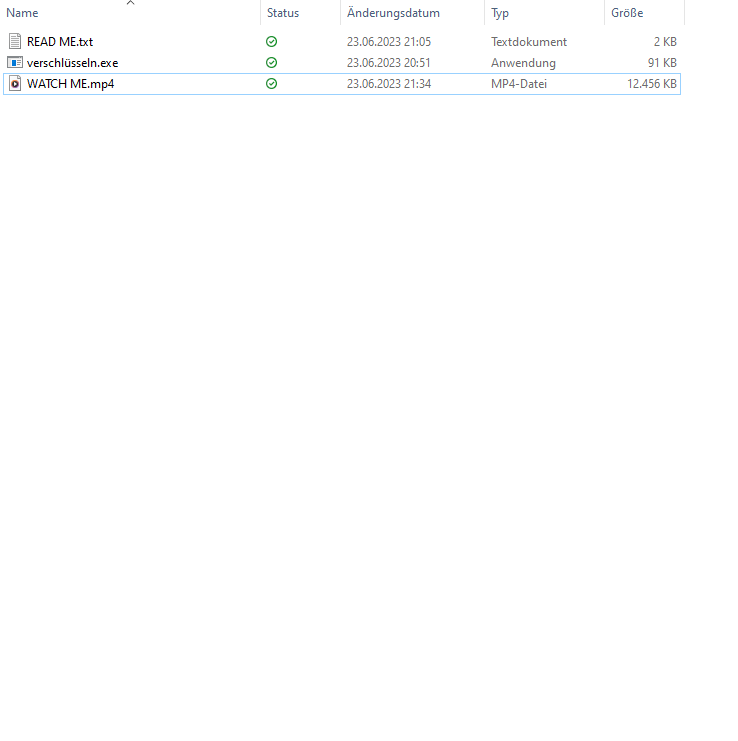 Name Status Änderungsdatum Typ Größe
READ ME.txt 23.06.2023 21:05 Textdokument 2 KB
verschlüsseln.exe 23.06.2023 20:51 Anwendung 91 KB
WATCH ME.mp4 23.06.2023 21:34 MP4-Datei 12.456 KB